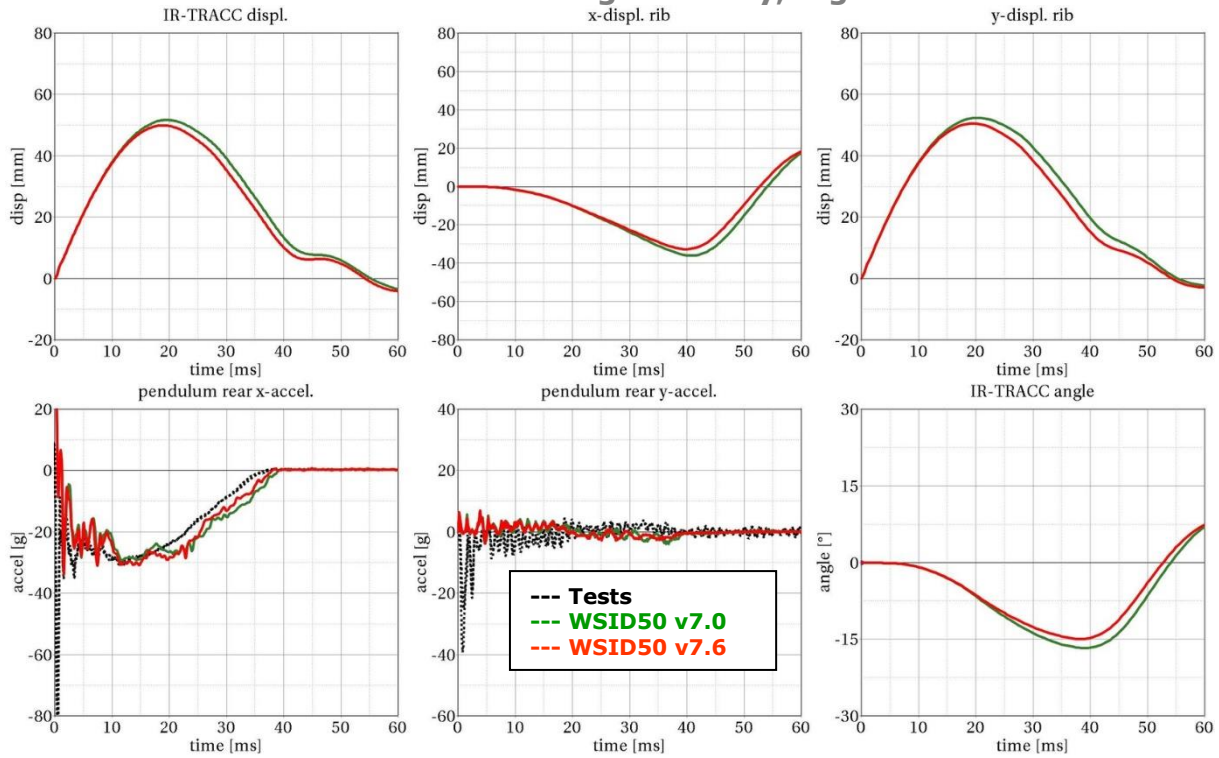 IR-TRACC displ.
80
60
40
20
0
-20
disp [mm]
0 10 20 30 40 50 60
time [ms]
x-displ. rib
80
60
40
20
0
-20
-40
-60
-80
disp [mm]
0 10 20 30 40 50 60
time [ms]
y-displ. rib
80
60
40
20
0
-20
disp [mm]
0 10 20 30 40 50 60
time [ms]
pendulum rear x-accel.
20
0
-20
-40
-60
-80
accel [g]
0 10 20 30 40 50 60
time [ms]
pendulum rear y-accel.
40
20
0
-20
-40
-60
accel [g]
0 10 20 30 40 50 60
time [ms]
--- Tests
--- WSID50 v7.0
--- WSID50 v7.6
IR-TRACC angle
30
15
0
-15
-30
angle [°]
0 10 20 30 40 50 60
time [ms]